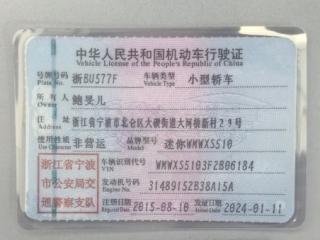 中华人民共和国机动车行驶证
Vehicle License of the People's Republic of China
号牌号码 浙BU577F 车辆类型 小型轿车
Plate No. Vehicle Type
所有人 鲍旻儿
Owner
住址 浙江省宁波市北仑区大碶街道大同桥新村29号
Address
使用性质 非营运 品牌型号 迷你WMWXS510
Use Character Model
浙江省宁波 车辆识别代号 WMWXS5103F2B06184
VIN
市公安局交 发动机号码 31489152B38A15A
Engine No.
通警察支队 注册日期 2015-08-10 发证日期 2024-01-11
Register Date Issue Date